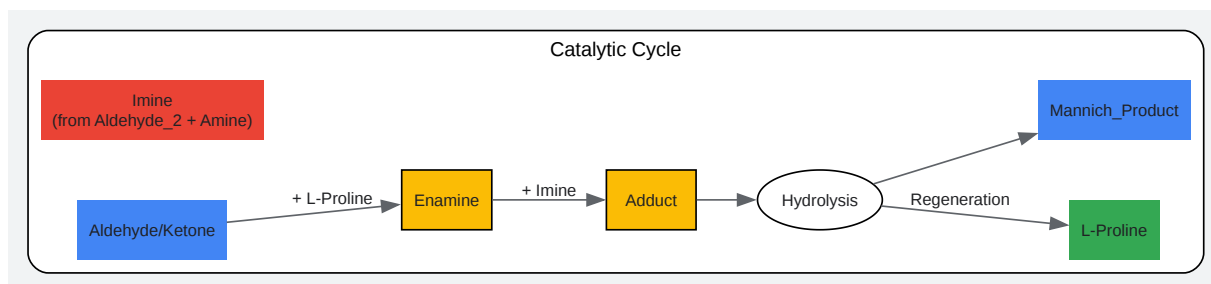 Catalytic Cycle
Imine
(from Aldehyde_2 + Amine)
Mannich_Product
+ L-Proline
Enamine
+ Imine
Adduct
Hydrolysis
Regeneration
Aldehyde/Ketone
L-Proline